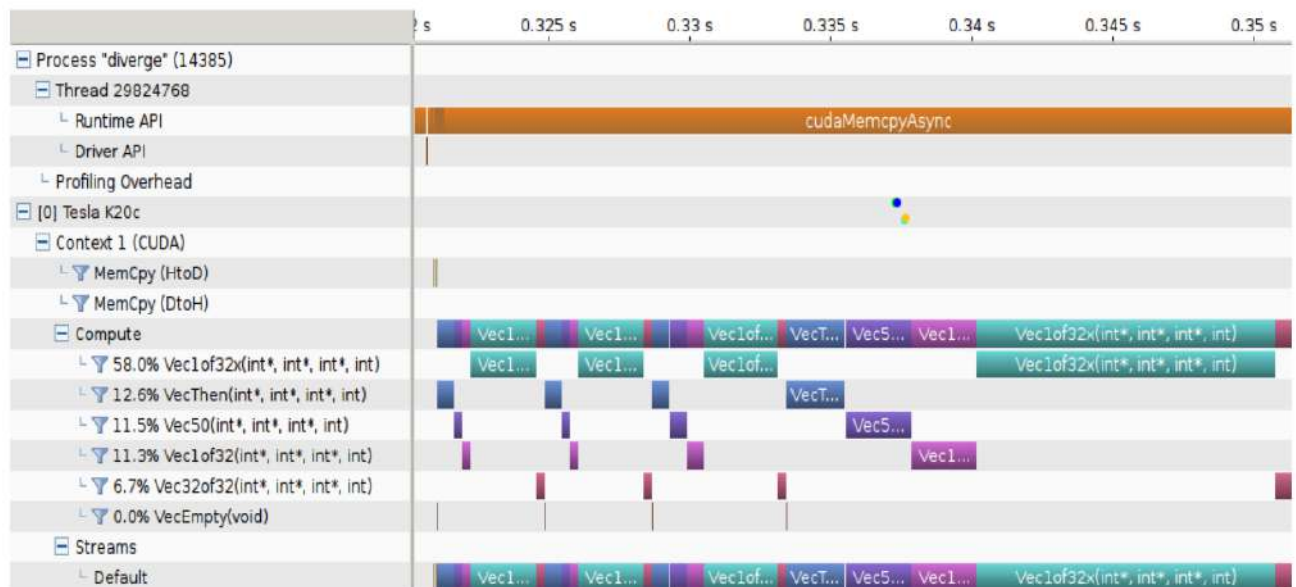 2 s 0.325 s 0.33 s 0.335 s 0.34 s 0.345 s 0.35 s
Process "diverge" (14385)
Thread 29824768
Runtime API cudaMemcpyAsync
Driver API
Profiling Overhead
[0] Tesla K20c
Context 1 (CUDA)
MemCpy (HtoD)
MemCpy (DtoH)
Compute Vec1... Vec1... Vec1of... VecT... Vec5... Vec1... Vec1of32x(int*, int*, int*, int)
58.0% Vec1of32x(int*, int*, int*, int) Vec1... Vec1... Vec1of... Vec1of32x(int*, int*, int*, int)
12.6% VecThen(int*, int*, int*, int) VecT...
11.5% Vec50(int*, int*, int*, int) Vec5...
11.3% Vec1of32(int*, int*, int*, int) Vec1...
6.7% Vec32of32(int*, int*, int*, int)
0.0% VecEmpty(void)
Streams
Default Vec1... Vec1... Vec1of... VecT... Vec5... Vec1... Vec1of32x(int*, int*, int*, int)